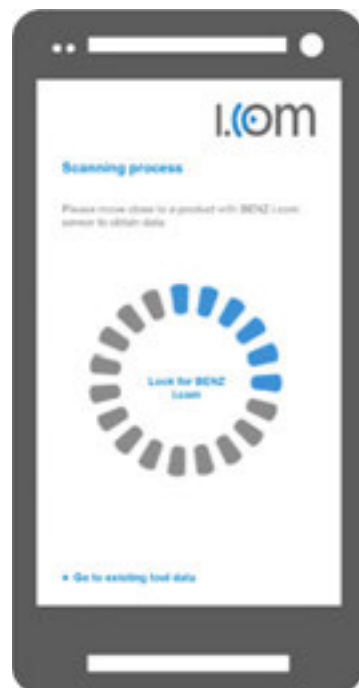 i.com
Scanning process
Please move close to a product with BENZ i.com
sensor to obtain data
Look for BENZ
i.com
Go to existing tool data